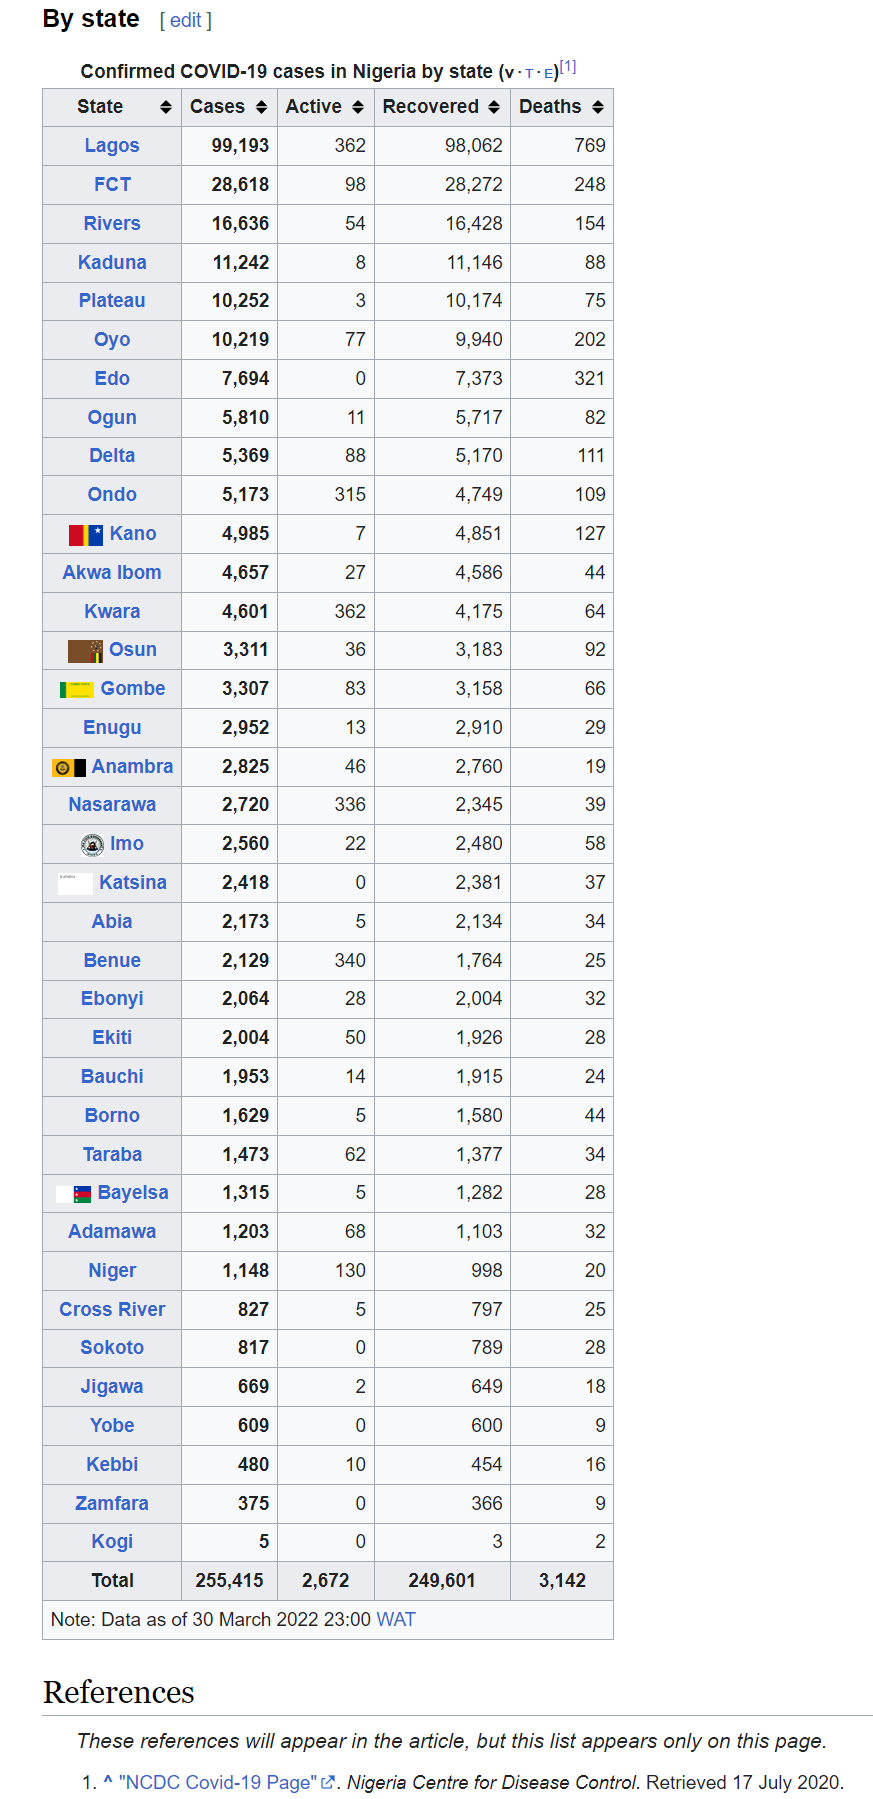 By state [ edit ]
Confirmed COVID-19 cases in Nigeria by state (v · T · E)[1]
State Cases Active Recovered Deaths
Lagos 99,193 362 98,062 769
FCT 28,618 98 28,272 248
Rivers 16,636 54 16,428 154
Kaduna 11,242 8 11,146 88
Plateau 10,252 3 10,174 75
Oyo 10,219 77 9,940 202
Edo 7,694 0 7,373 321
Ogun 5,810 11 5,717 82
Delta 5,369 88 5,170 111
Ondo 5,173 315 4,749 109
Kano 4,985 7 4,851 127
Akwa Ibom 4,657 27 4,586 44
Kwara 4,601 362 4,175 64
Osun 3,311 36 3,183 92
Gombe 3,307 83 3,158 66
Enugu 2,952 13 2,910 29
Anambra 2,825 46 2,760 19
Nasarawa 2,720 336 2,345 39
Imo 2,560 22 2,480 58
Katsina 2,418 0 2,381 37
Abia 2,173 5 2,134 34
Benue 2,129 340 1,764 25
Ebonyi 2,064 28 2,004 32
Ekiti 2,004 50 1,926 28
Bauchi 1,953 14 1,915 24
Borno 1,629 5 1,580 44
Taraba 1,473 62 1,377 34
Bayelsa 1,315 5 1,282 28
Adamawa 1,203 68 1,103 32
Niger 1,148 130 998 20
Cross River 827 5 797 25
Sokoto 817 0 789 28
Jigawa 669 2 649 18
Yobe 609 0 600 9
Kebbi 480 10 454 16
Zamfara 375 0 366 9
Kogi 5 0 3 2
Total 255,415 2,672 249,601 3,142
Note: Data as of 30 March 2022 23:00 WAT
References
These references will appear in the article, but this list appears only on this page.
1. ^ "NCDC Covid-19 Page". Nigeria Centre for Disease Control. Retrieved 17 July 2020.